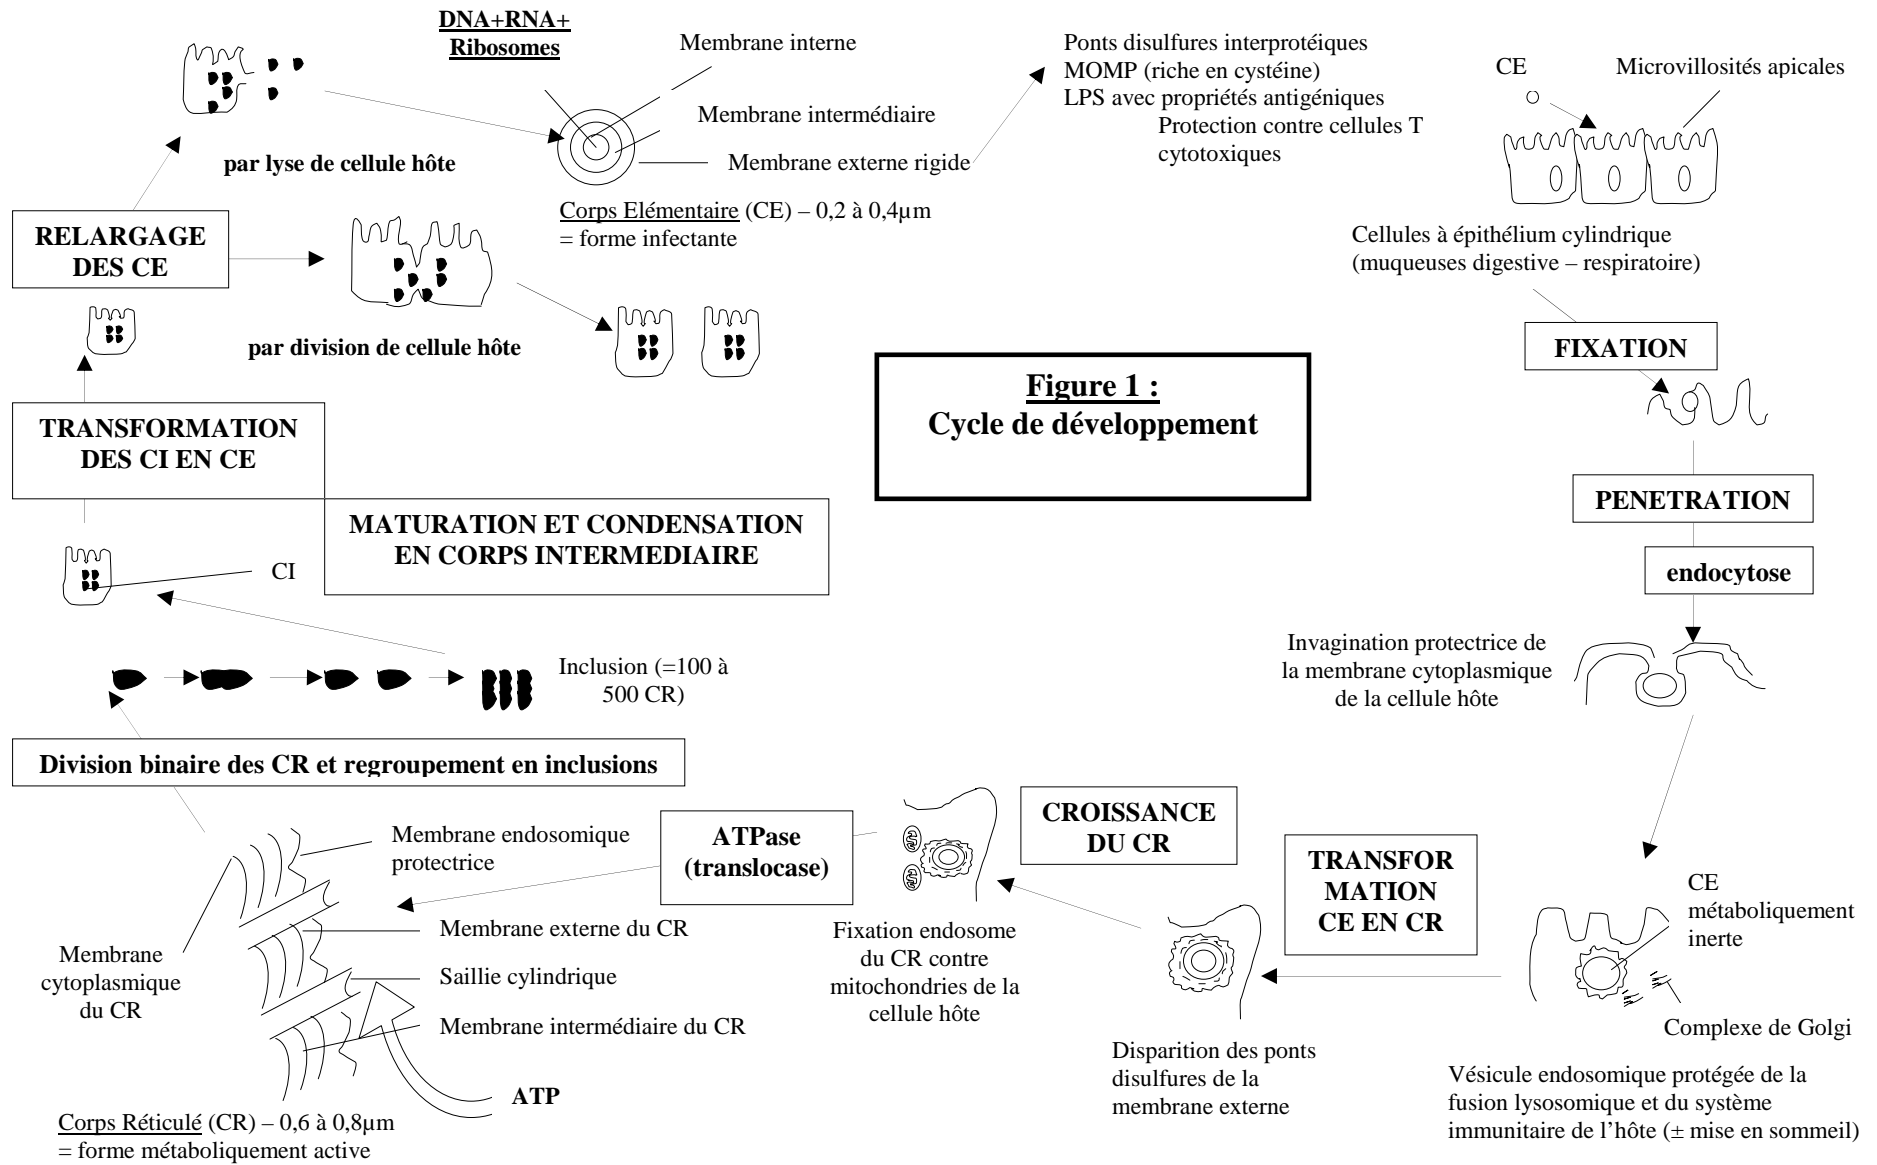 DNA+RNA+
Ribosomes
Membrane interne
Membrane intermédiaire
Membrane externe rigide
Ponts disulfures interprotéiques
MOMP (riche en cystéine)
LPS avec propriétés antigéniques
Protection contre cellules T
cytotoxiques
CE
Microvillosités apicales
par lyse de cellule hôte
Corps Elémentaire (CE) – 0,2 à 0,4µm
= forme infectante
RELARGAGE
DES CE
Cellules à épithélium cylindrique
(muqueuses digestive – respiratoire)
par division de cellule hôte
FIXATION
Figure 1 :
Cycle de développement
TRANSFORMATION
DES CI EN CE
PENETRATION
MATURATION ET CONDENSATION
EN CORPS INTERMEDIAIRE
CI
endocytose
Invagination protectrice de
la membrane cytoplasmique
de la cellule hôte
Inclusion (=100 à
500 CR)
Division binaire des CR et regroupement en inclusions
Membrane endosomique
protectrice
ATPase
(translocase)
CROISSANCE
DU CR
TRANSFOR
MATION
CE EN CR
CE
métaboliquement
inerte
Membrane externe du CR
Membrane
cytoplasmique
du CR
Saillie cylindrique
Membrane intermédiaire du CR
Fixation endosome
du CR contre
mitochondries de la
cellule hôte
Complexe de Golgi
Disparition des ponts
disulfures de la
membrane externe
Vésicule endosomique protégée de la
fusion lysosomique et du système
immunitaire de l’hôte (± mise en sommeil)
ATP
Corps Réticulé (CR) – 0,6 à 0,8µm
= forme métaboliquement active